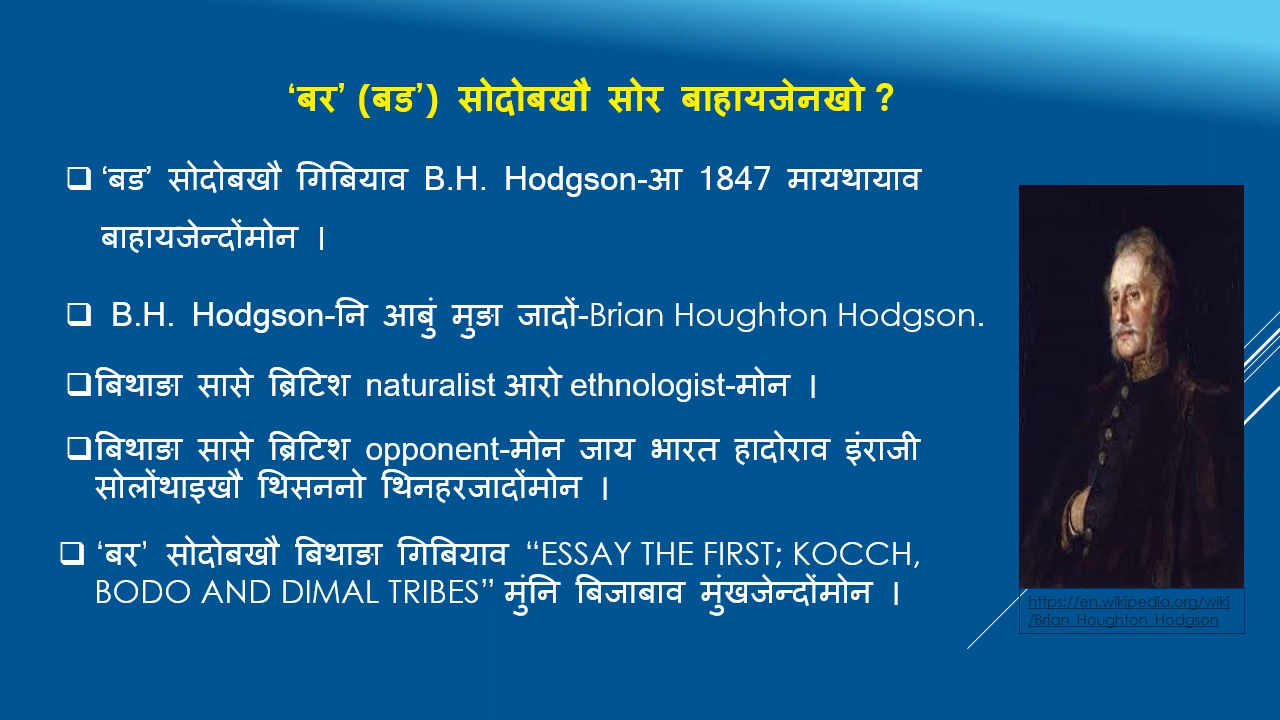 ‘बर’ (बड’) सोदोबखौ सोर बाहायजेनखो ?
‘बड’ सोदोबखौ गिबियाव B.H. Hodgson-आ 1847 मायथायाव
बाहायजेन्दोंमोन ।
B.H. Hodgson-नि आबुं मुङा जादों-Brian Houghton Hodgson.
बिथाङा सासे ब्रिटिश naturalist आरो ethnologist-मोन ।
बिथाङा सासे ब्रिटिश opponent-मोन जाय भारत हादोराव इंराजी
सोलोंथाइखौ थिसननो थिनहरजादोंमोन ।
‘बर’ सोदोबखौ बिथाङा गिबियाव “ESSAY THE FIRST; KOCCH,
BODO AND DIMAL TRIBES” मुंनि बिजाबाव मुंखजेन्दोंमोन ।
https://en.wikipedia.org/wiki
/Brian_Houghton_Hodgson